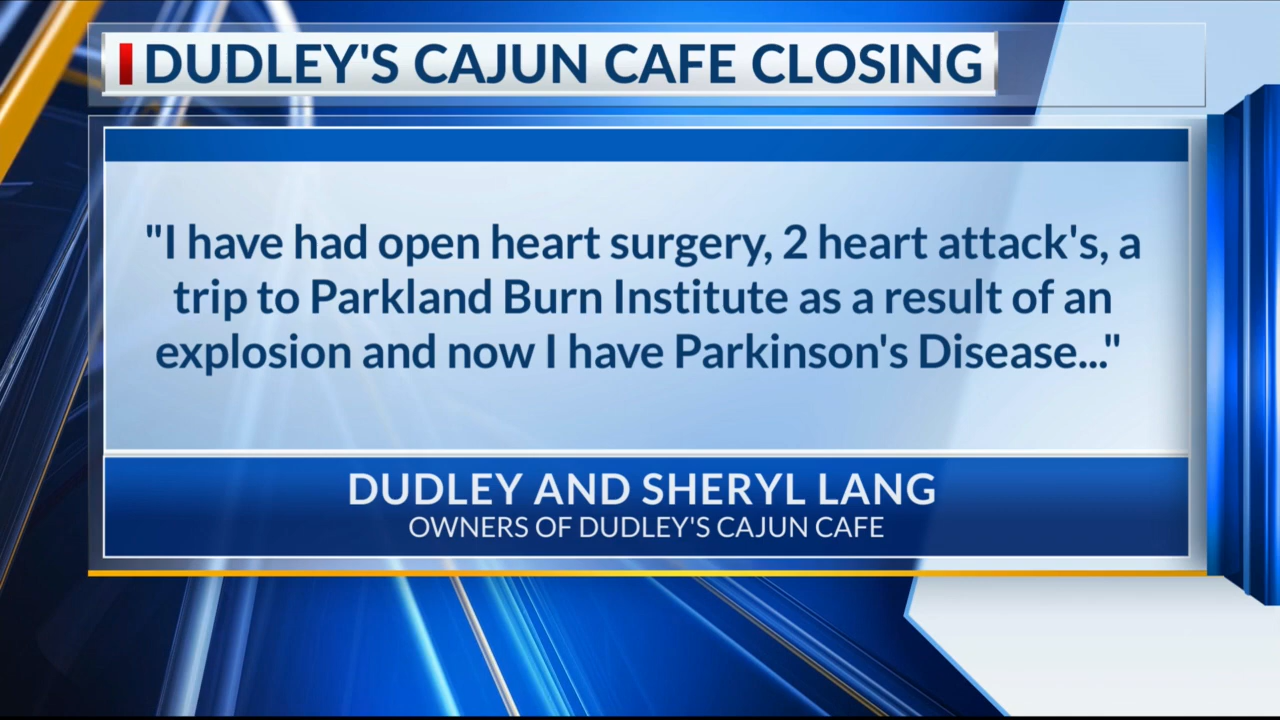 DUDLEY'S CAJUN CAFE CLOSING
"I have had open heart surgery, 2 heart attack's, a
trip to Parkland Burn Institute as a result of an
explosion and now I have Parkinson's Disease..."
DUDLEY AND SHERYL LANG
OWNERS OF DUDLEY'S CAJUN CAFE